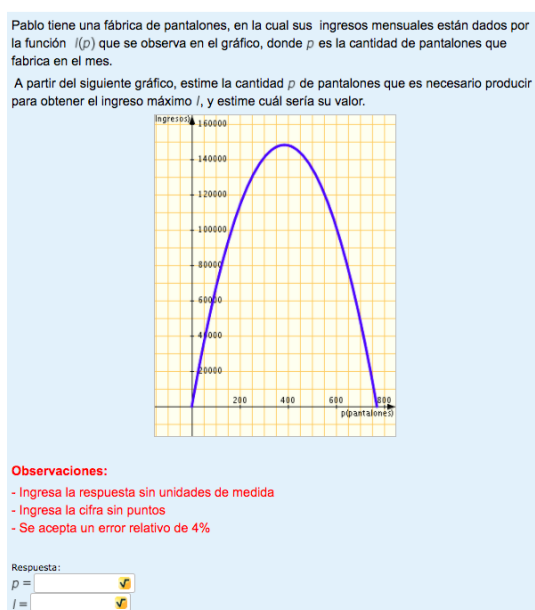 Pablo tiene una fábrica de pantalones, en la cual sus ingresos mensuales están dados por
la función I(p) que se observa en el gráfico, donde p es la cantidad de pantalones que
fabrica en el mes.
A partir del siguiente gráfico, estime la cantidad p de pantalones que es necesario producir
para obtener el ingreso máximo I, y estime cuál sería su valor.
Ingresos)
160000
140000
120000
100000
80000
60000
40000
20000
200 400 600 800
p(pantalones)
Observaciones:
- Ingresa la respuesta sin unidades de medida
- Ingresa la cifra sin puntos
- Se acepta un error relativo de 4%
Respuesta:
p =
I =